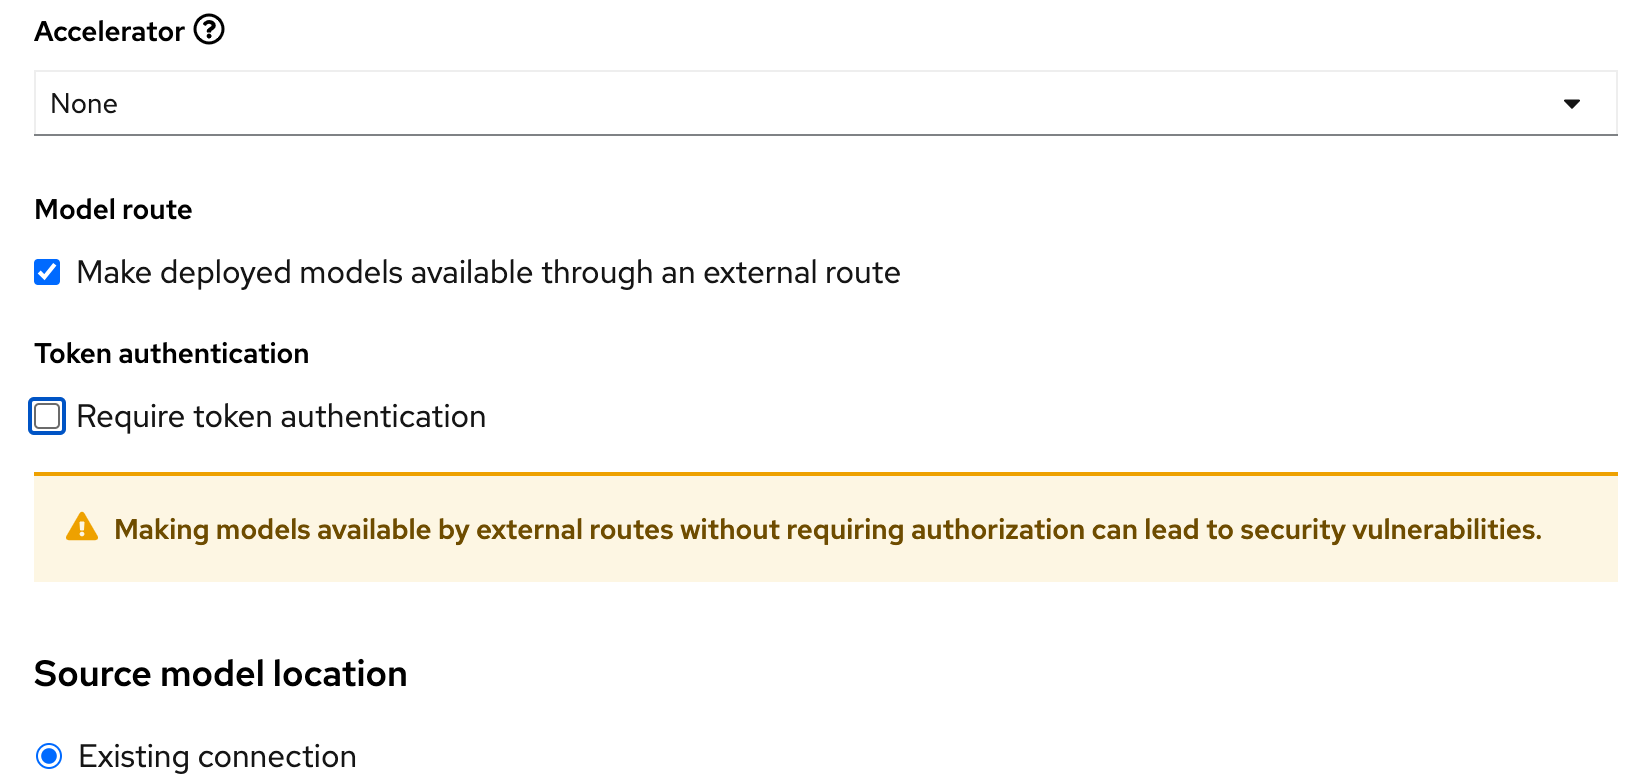 Accelerator
None
Model route
Make deployed models available through an external route
Token authentication
Require token authentication
Making models available by external routes without requiring authorization can lead to security vulnerabilities.
Source model location
Existing connection